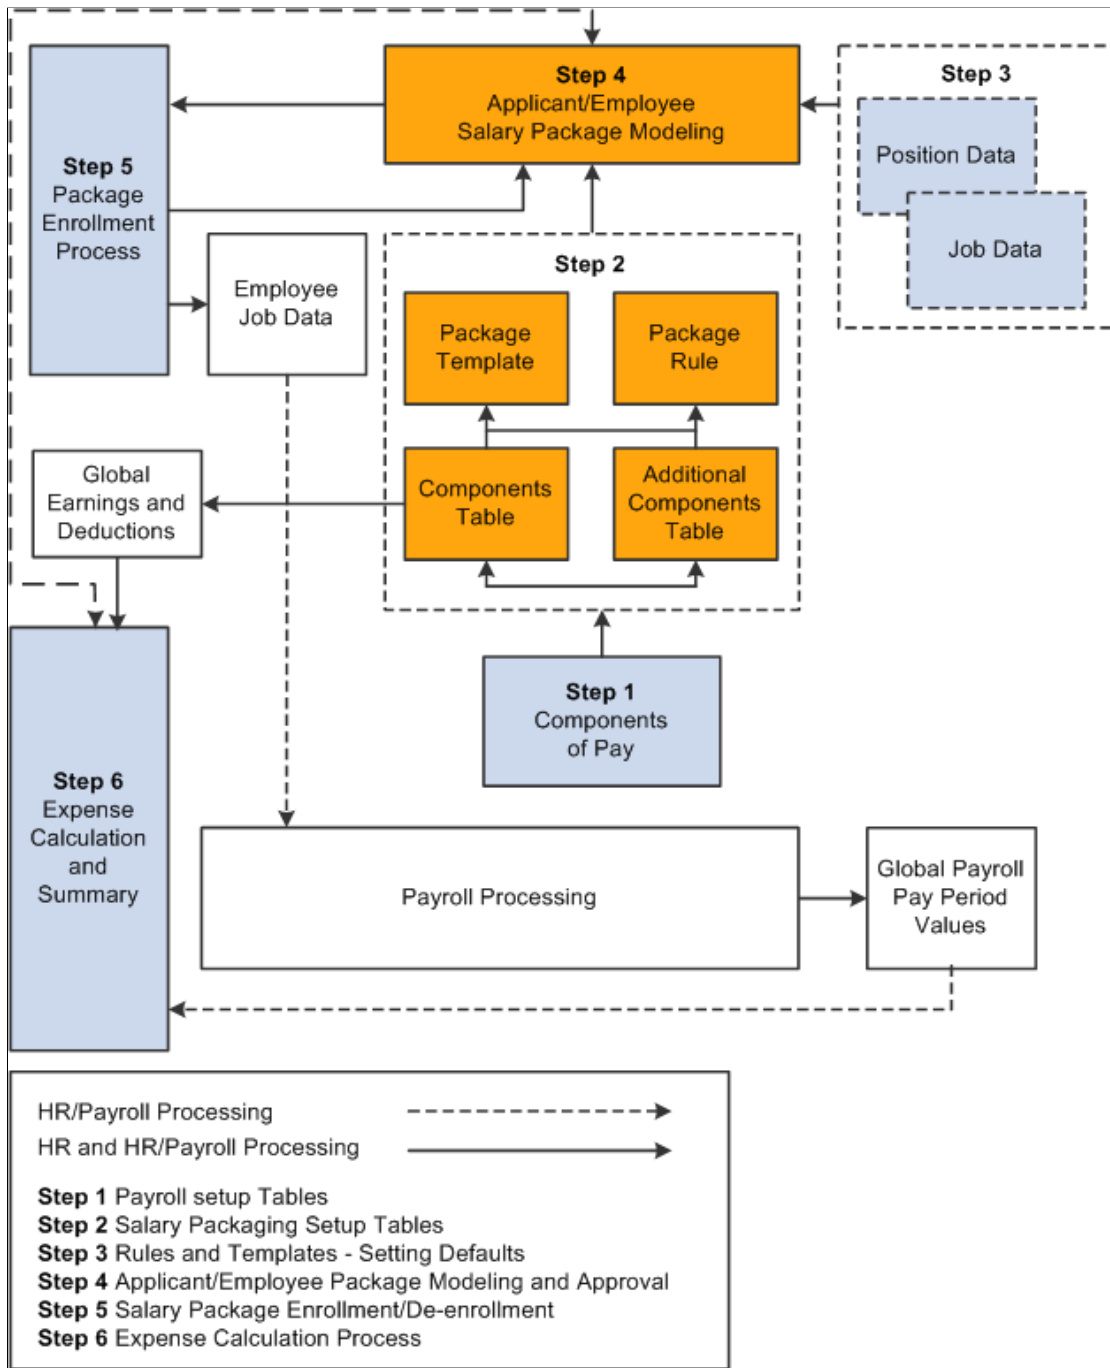 Step 4
Applicant/Employee
Salary Package Modeling
Step 3
Position Data
Job Data
Step 5
Package
Enrollment
Process
Employee
Job Data
Step 2
Package
Template
Package
Rule
Components
Table
Additional
Components
Table
Global
Earnings and
Deductions
Step 1
Components
of Pay
Step 6
Expense
Calculation
and
Summary
Payroll Processing
Global Payroll
Pay Period
Values
HR/Payroll Processing
HR and HR/Payroll Processing
Step 1 Payroll setup Tables
Step 2 Salary Packaging Setup Tables
Step 3 Rules and Templates - Setting Defaults
Step 4 Applicant/Employee Package Modeling and Approval
Step 5 Salary Package Enrollment/De-enrollment
Step 6 Expense Calculation Process